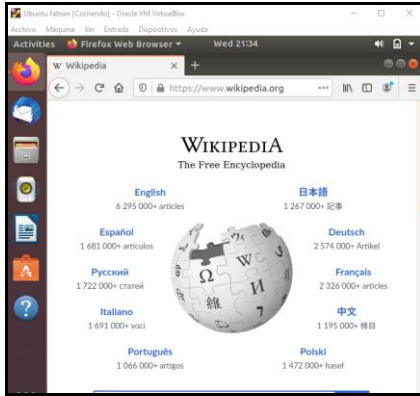 Ubuntu fabian [Corriendo] - Oracle VM VirtualBox
Archivo Máquina Ver Entrada Dispositivos Ayuda
Activities Firefox Web Browser Wed 21:34
W Wikipedia
https://www.wikipedia.org
WIKIPEDIA
The Free Encyclopedia
English
6 295 000+ articles
日本語
1 267 000+ 記事
Español
1 681 000+ artículos
Deutsch
2 574 000+ Artikel
Русский
1 722 000+ статей
Français
2 326 000+ articles
Italiano
1 691 000+ voci
中文
1 195 000+ 條目
Português
1 066 000+ artigos
Polski
1 472 000+ haseł